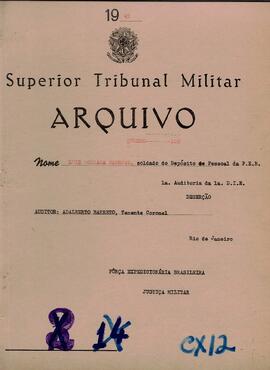 19
Superior Tribunal Militar
ARQUIVO
Nome soldado do Depósito de Pessoal da F.E.B.
1a. Auditoria da 1a. D.I.E.
DESERÇÃO
AUDITOR: ADALBERTO BARRETO, Tenente Coronel
Rio de Janeiro
FÔRÇA EXPEDICIONÁRIA BRASILEIRA
JUSTIÇA MILITAR
14 CX12